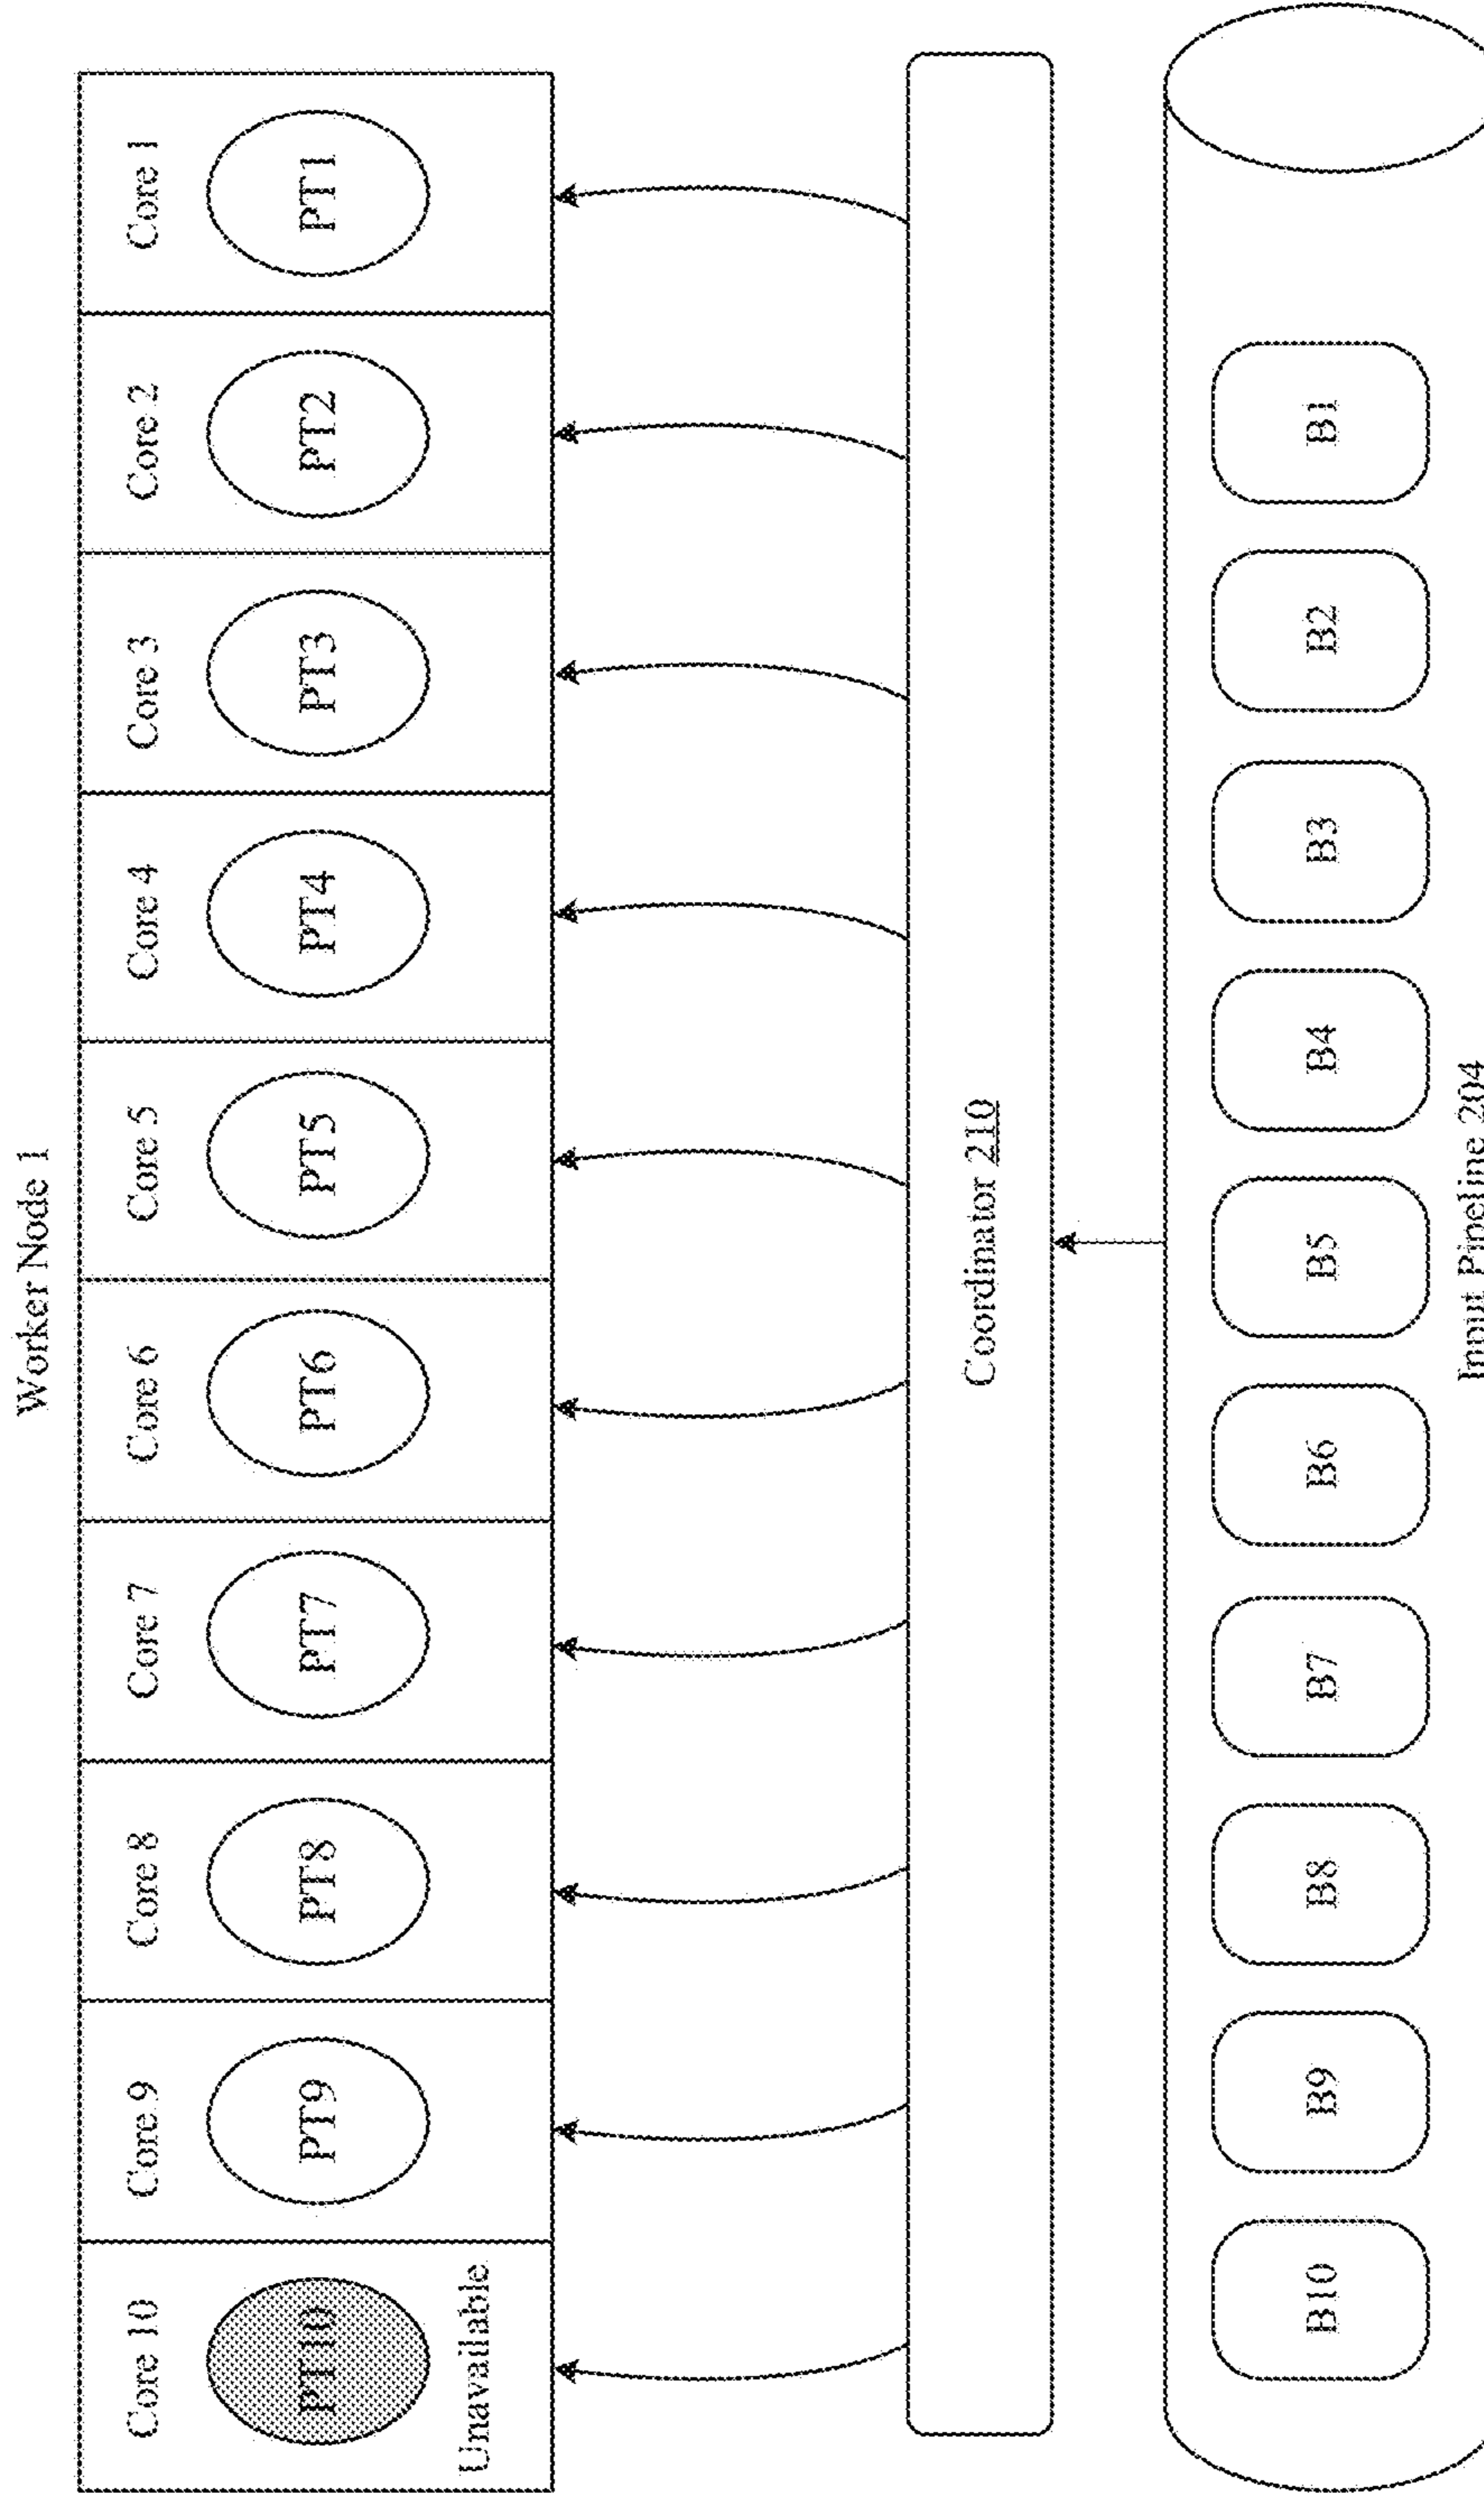 Worker Node 1
Core 10 Core 9 Core 8 Core 7 Core 6 Core 5 Core 4 Core 3 Core 2 Core 1
PT10 PT9 PT8 PT7 PT6 PT5 PT4 PT3 PT2 PT1
Unavailable
Coordinator 210
B10 B9 B8 B7 B6 B5 B4 B3 B2 B1
Input Pipeline 204